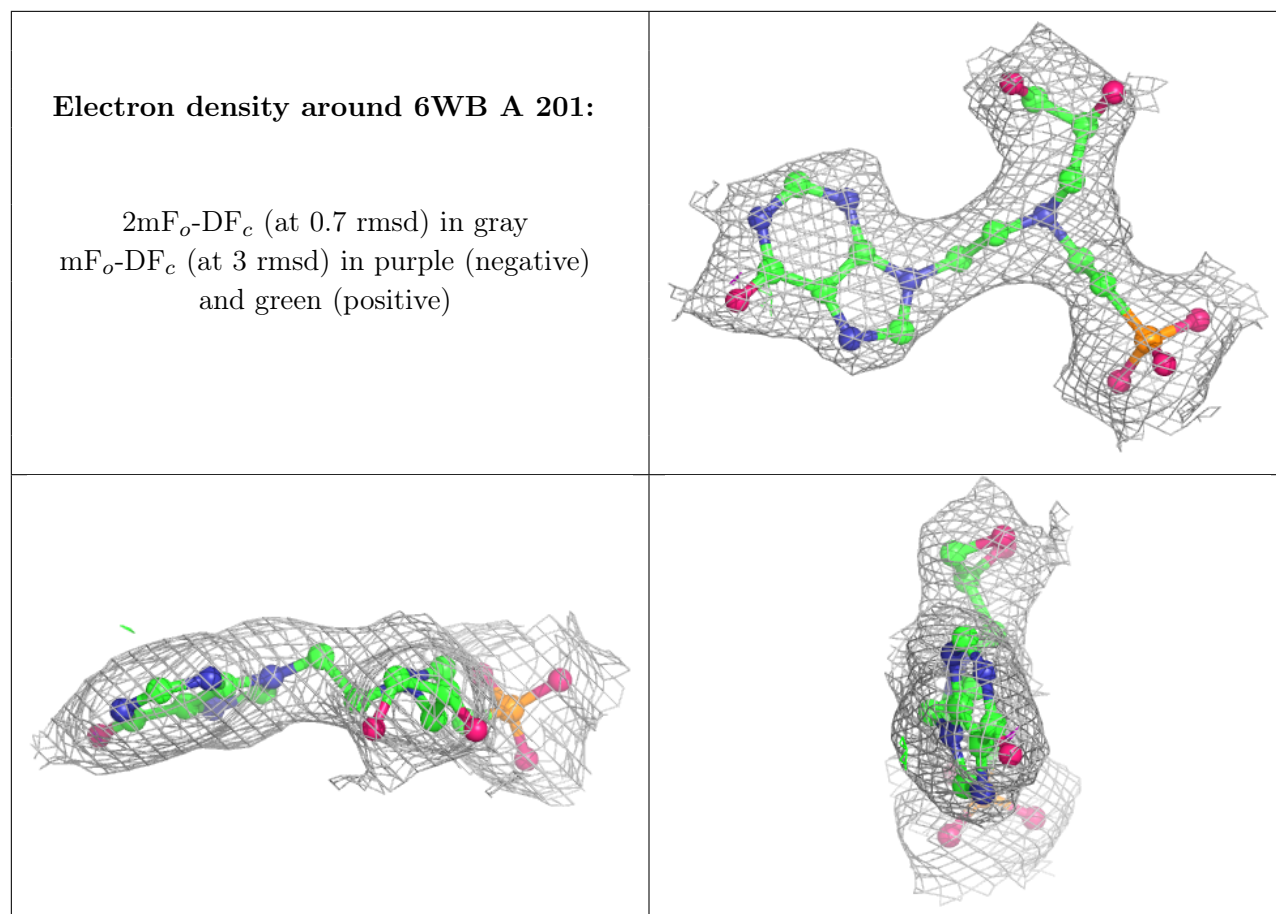 Electron density around 6WB A 201:
2mFo-DFc (at 0.7 rmsd) in gray
mFo-DFc (at 3 rmsd) in purple (negative)
and green (positive)